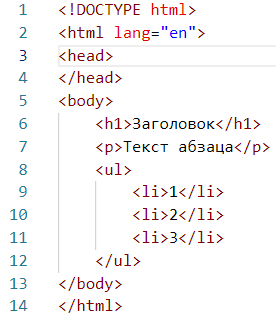 1 <!DOCTYPE html>
2 <html lang="en">
3 <head>
4 </head>
5 <body>
6 <h1>Заголовок</h1>
7 <p>Текст абзаца</p>
8 <ul>
9 <li>1</li>
10 <li>2</li>
11 <li>3</li>
12 </ul>
13 </body>
14 </html>